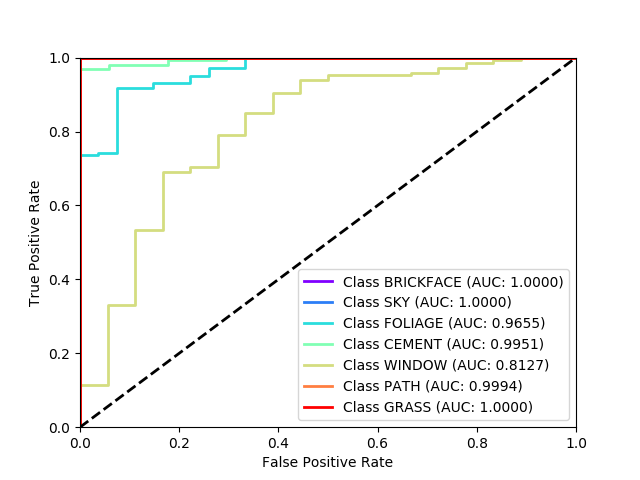 1.0
0.8
0.6
0.4
0.2
0.0
True Positive Rate
Class BRICKFACE (AUC: 1.0000)
Class SKY (AUC: 1.0000)
Class FOLIAGE (AUC: 0.9655)
Class CEMENT (AUC: 0.9951)
Class WINDOW (AUC: 0.8127)
Class PATH (AUC: 0.9994)
Class GRASS (AUC: 1.0000)
0.0 0.2 0.4 0.6 0.8 1.0
False Positive Rate